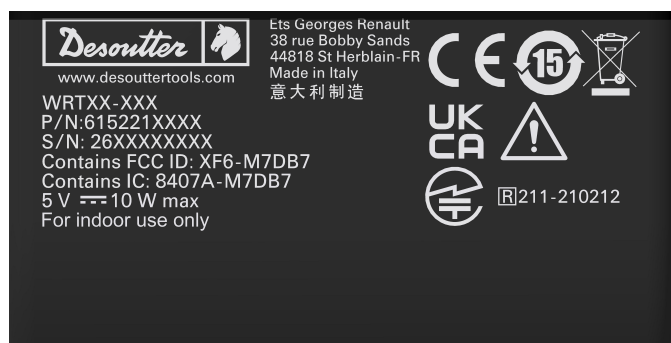 Desoutter
www.desouttertools.com
Ets Georges Renault
38 rue Bobby Sands
44818 St Herblain-FR
Made in Italy
意大利制造
WRTXX-XXX
P/N:615221XXXX
S/N: 26XXXXXXXX
Contains FCC ID: XF6-M7DB7
Contains IC: 8407A-M7DB7
5 V ⎓ 10 W max
For indoor use only
CE
15
UK
CA
R 211-210212